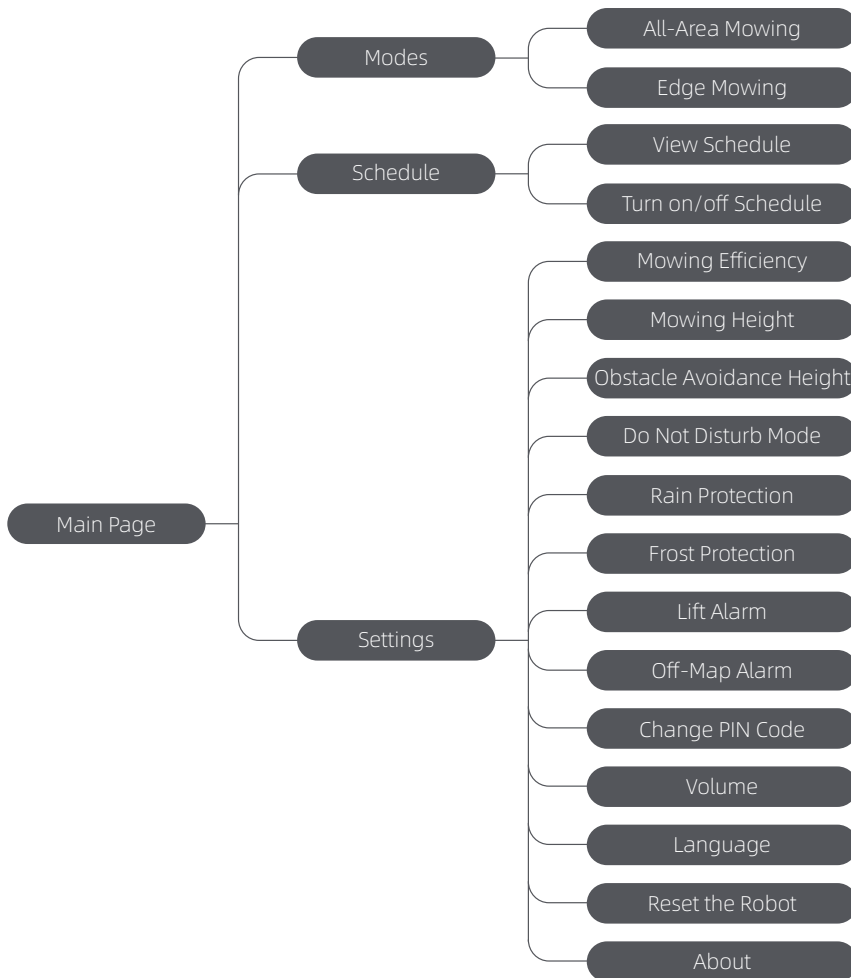 Main Page
Modes
All-Area Mowing
Edge Mowing
Schedule
View Schedule
Turn on/off Schedule
Settings
Mowing Efficiency
Mowing Height
Obstacle Avoidance Height
Do Not Disturb Mode
Rain Protection
Frost Protection
Lift Alarm
Off-Map Alarm
Change PIN Code
Volume
Language
Reset the Robot
About